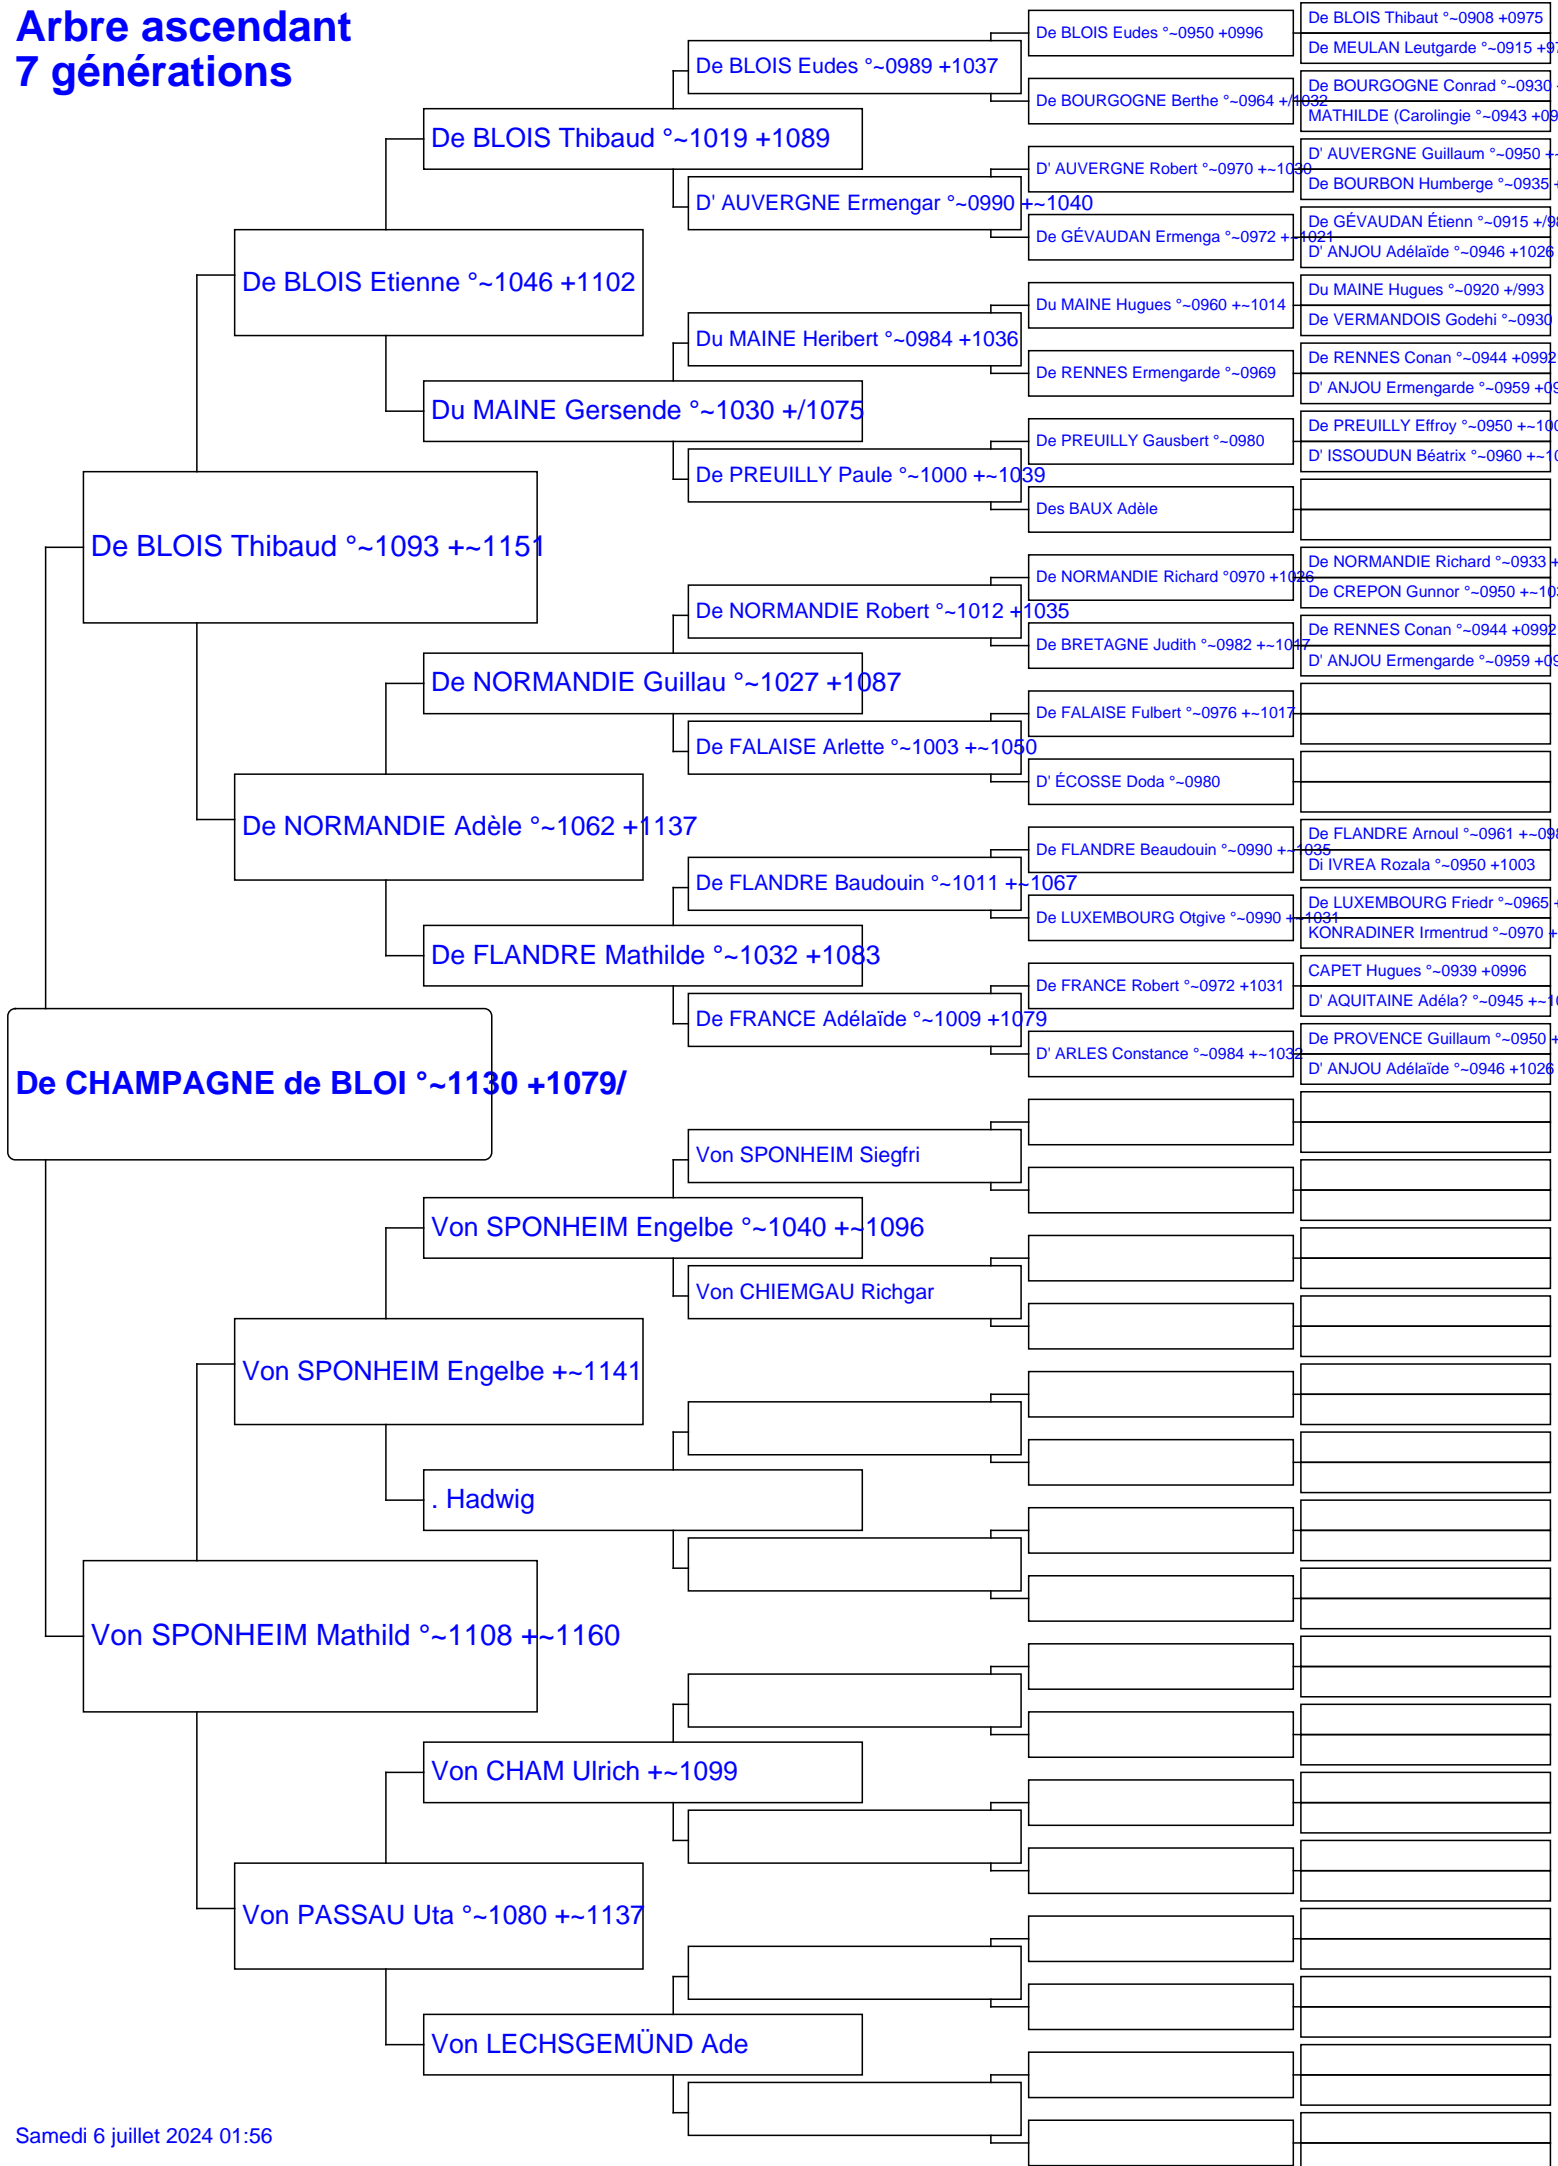 Arbre ascendant
7 générations
De CHAMPAGNE de BLOI °~1130 +1079/
De BLOIS Thibaud °~1093 +~1151
Von SPONHEIM Mathild °~1108 +~1160
De BLOIS Etienne °~1046 +1102
De NORMANDIE Adèle °~1062 +1137
Von SPONHEIM Engelbe +~1141
Von PASSAU Uta °~1080 +~1137
De BLOIS Thibaud °~1019 +1089
Du MAINE Gersende °~1030 +/1075
De NORMANDIE Guillau °~1027 +1087
De FLANDRE Mathilde °~1032 +1083
Von SPONHEIM Engelbe °~1040 +~1096
. Hadwig
Von CHAM Ulrich +~1099
Von LECHSGEMÜND Ade
De BLOIS Eudes °~0989 +1037
D' AUVERGNE Ermengar °~0990 +~1040
Du MAINE Heribert °~0984 +1036
De PREUILLY Paule °~1000 +~1039
De NORMANDIE Robert °~1012 +1035
De FALAISE Arlette °~1003 +~1050
De FLANDRE Baudouin °~1011 +~1067
De FRANCE Adélaïde °~1009 +1079
Von SPONHEIM Siegfri
Von CHIEMGAU Richgar
De BLOIS Eudes °~0950 +0996
De BOURGOGNE Berthe °~0964 +/1032
D' AUVERGNE Robert °~0970 +~1030
De GÉVAUDAN Ermenga °~0972 +~1021
Du MAINE Hugues °~0960 +~1014
De RENNES Ermengarde °~0969
De PREUILLY Gausbert °~0980
Des BAUX Adèle
De NORMANDIE Richard °0970 +1026
De BRETAGNE Judith °~0982 +~1017
De FALAISE Fulbert °~0976 +~1017
D' ÉCOSSE Doda °~0980
De FLANDRE Beaudouin °~0990 +~1035
De LUXEMBOURG Otgive °~0990 +~1031
De FRANCE Robert °~0972 +1031
D' ARLES Constance °~0984 +~1032
De BLOIS Thibaut °~0908 +0975
De MEULAN Leutgarde °~0915 +97
De BOURGOGNE Conrad °~0930
MATHILDE (Carolingie °~0943 +09
D' AUVERGNE Guillaum °~0950 +~
De BOURBON Humberge °~0935 +
De GÉVAUDAN Étienn °~0915 +/98
D' ANJOU Adélaïde °~0946 +1026
Du MAINE Hugues °~0920 +/993
De VERMANDOIS Godehi °~0930
De RENNES Conan °~0944 +0992
D' ANJOU Ermengarde °~0959 +09
De PREUILLY Effroy °~0950 +~100
D' ISSOUDUN Béatrix °~0960 +~10
De NORMANDIE Richard °~0933 +
De CREPON Gunnor °~0950 +~103
De RENNES Conan °~0944 +0992
D' ANJOU Ermengarde °~0959 +09
De FLANDRE Arnoul °~0961 +~098
Di IVREA Rozala °~0950 +1003
De LUXEMBOURG Friedr °~0965 +
KONRADINER Irmentrud °~0970 +
CAPET Hugues °~0939 +0996
D' AQUITAINE Adéla? °~0945 +~10
De PROVENCE Guillaum °~0950 +
D' ANJOU Adélaïde °~0946 +1026
Samedi 6 juillet 2024 01:56